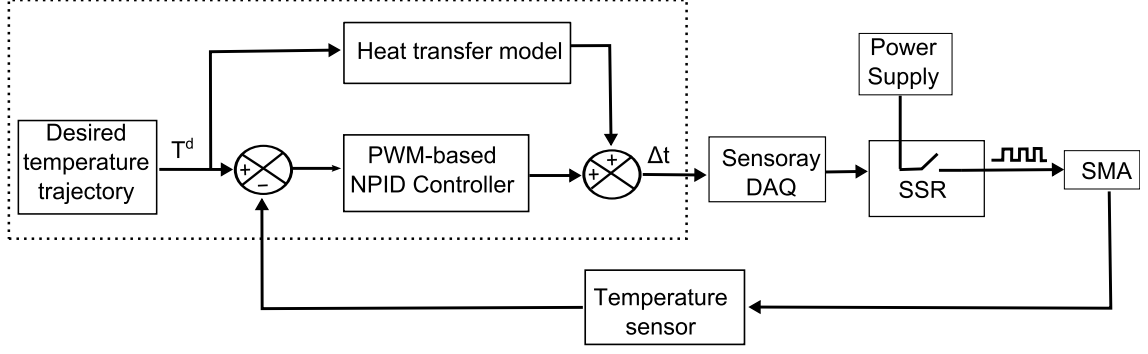 Heat transfer model
Power
Supply
Desired
temperature
trajectory
T^d
+
−
PWM-based
NPID Controller
+
+
Δt
Sensoray
DAQ
SSR
SMA
Temperature
sensor